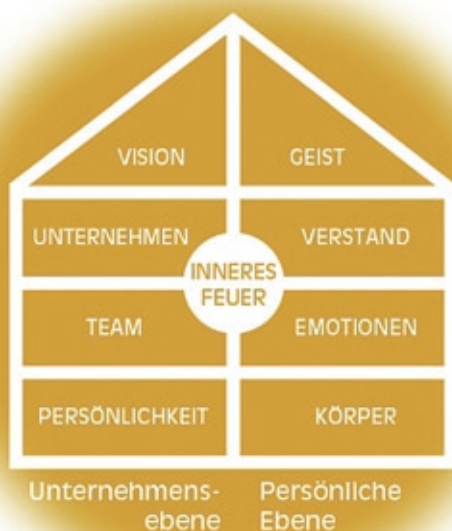 VISION GEIST
UNTERNEHMEN VERSTAND
INNERES
FEUER
TEAM EMOTIONEN
PERSÖNLICHKEIT KÖRPER
Unternehmens- Persönliche
ebene Ebene